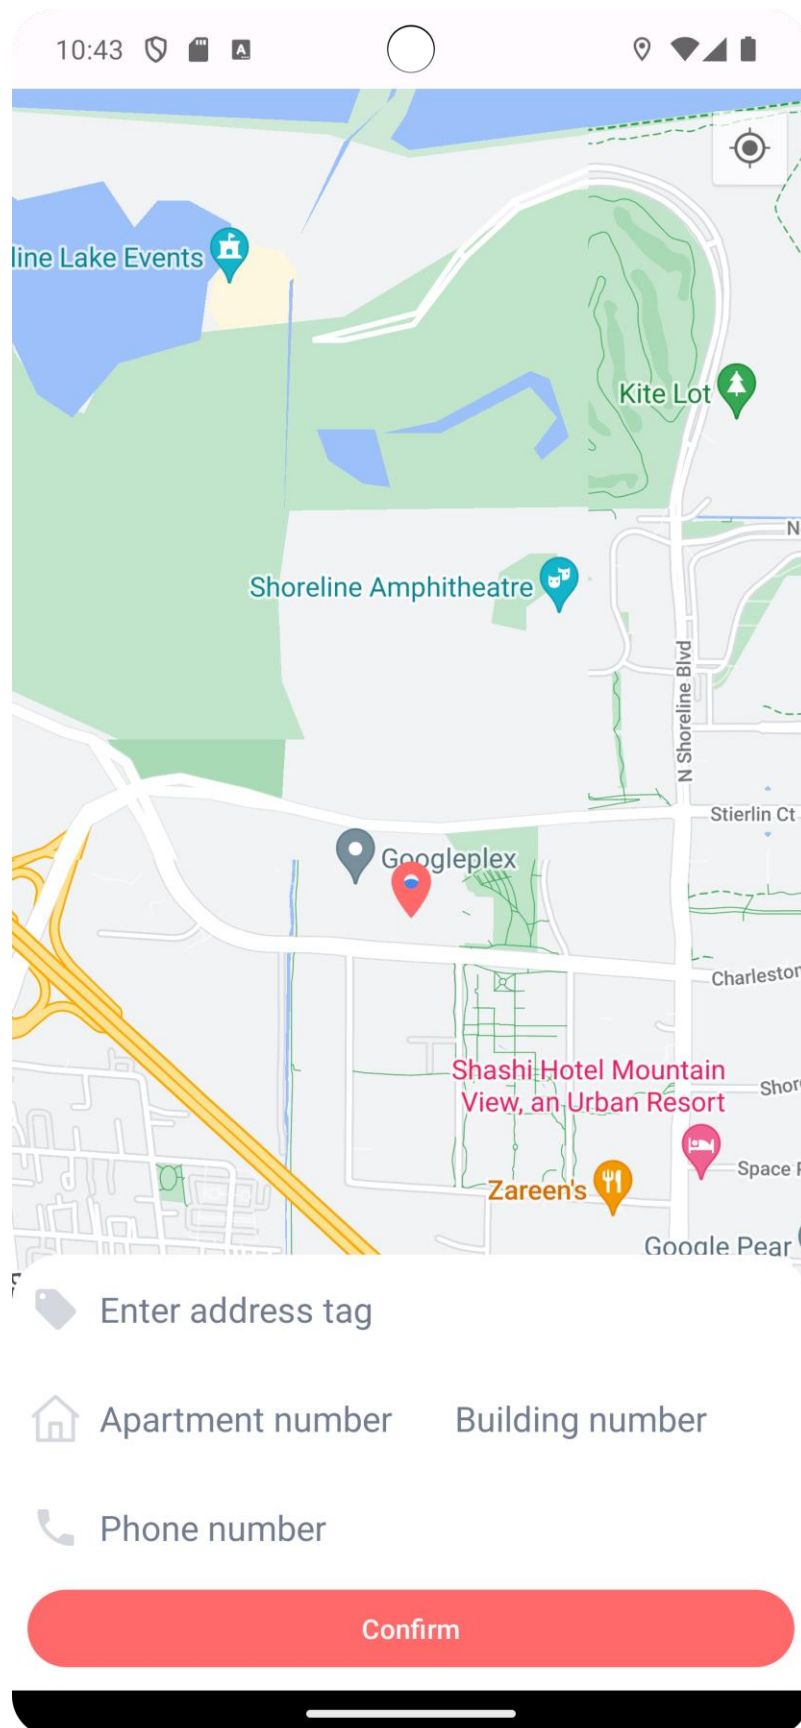 10:43
line Lake Events
Kite Lot
N
Shoreline Amphitheatre
N Shoreline Blvd
Stierlin Ct
Googleplex
Charleston
Shashi Hotel Mountain
View, an Urban Resort
Shor
Space
Zareen's
Google Pear
Enter address tag
Apartment number Building number
Phone number
Confirm